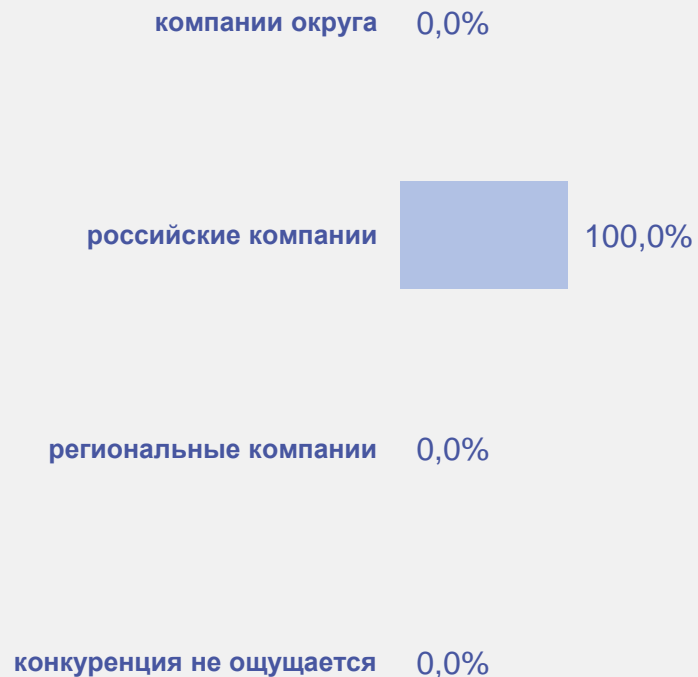 компании округа 0,0%
российские компании 100,0%
региональные компании 0,0%
конкуренция не ощущается 0,0%